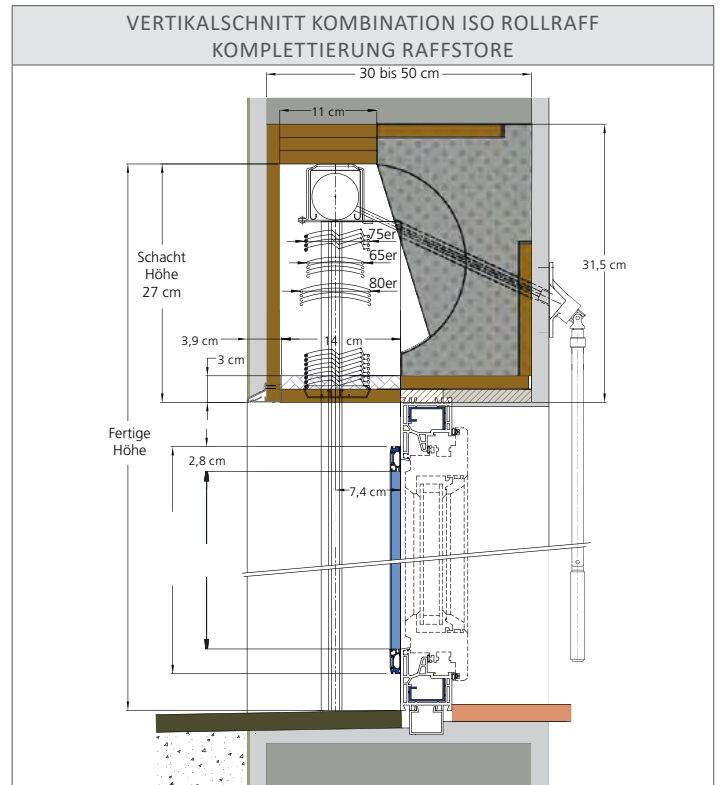 VERTIKALSCHNITT KOMBINATION ISO ROLLRAFF
KOMPLETTIERUNG RAFFSTORE
30 bis 50 cm
11 cm
75er
65er
80er
Schacht
Höhe
27 cm
31,5 cm
3,9 cm
14 cm
3 cm
Fertige
Höhe
2,8 cm
7,4 cm